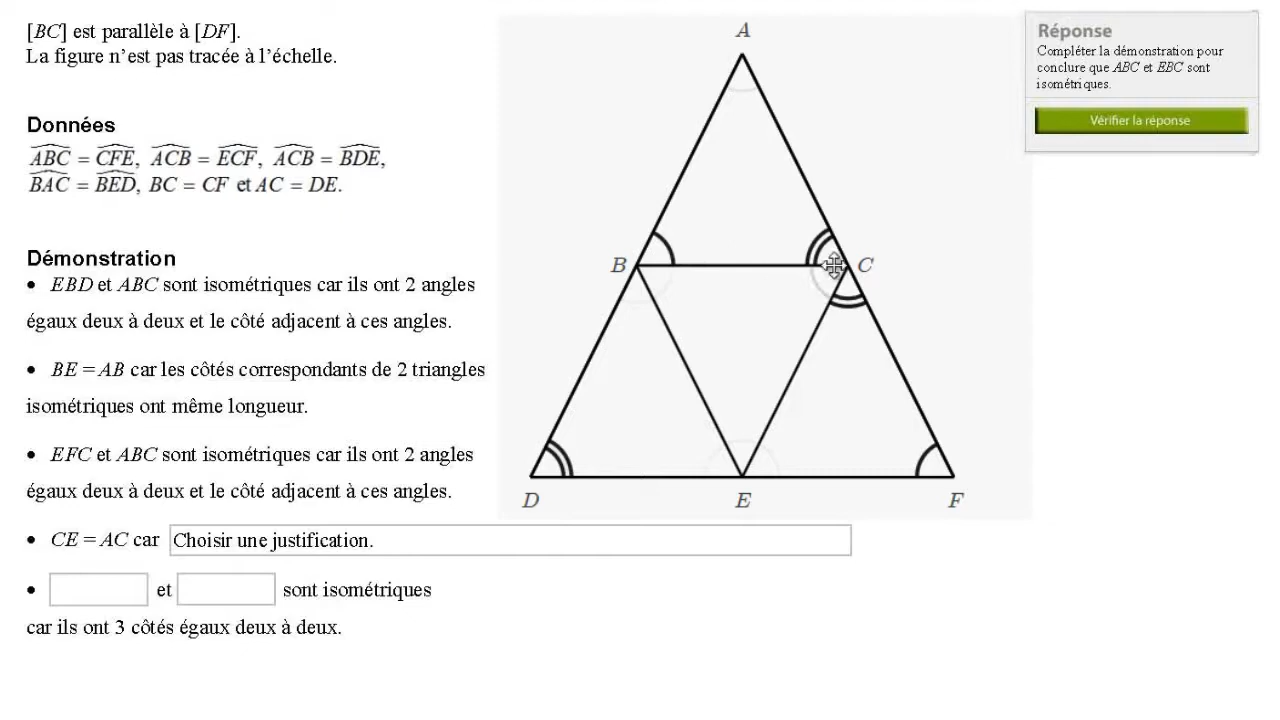 [BC] est parallèle à [DF].
La figure n’est pas tracée à l’échelle.
Données
ABC = CFE, ACB = ECF, ACB = BDE,
BAC = BED, BC = CF et AC = DE.
Démonstration
• EBD et ABC sont isométriques car ils ont 2 angles
égaux deux à deux et le côté adjacent à ces angles.
• BE = AB car les côtés correspondants de 2 triangles
isométriques ont même longueur.
• EFC et ABC sont isométriques car ils ont 2 angles
égaux deux à deux et le côté adjacent à ces angles.
• CE = AC car Choisir une justification.
• et sont isométriques
car ils ont 3 côtés égaux deux à deux.
A
B
C
D
E
F
Réponse
Compléter la démonstration pour
conclure que ABC et EBC sont
isométriques.
Vérifier la réponse